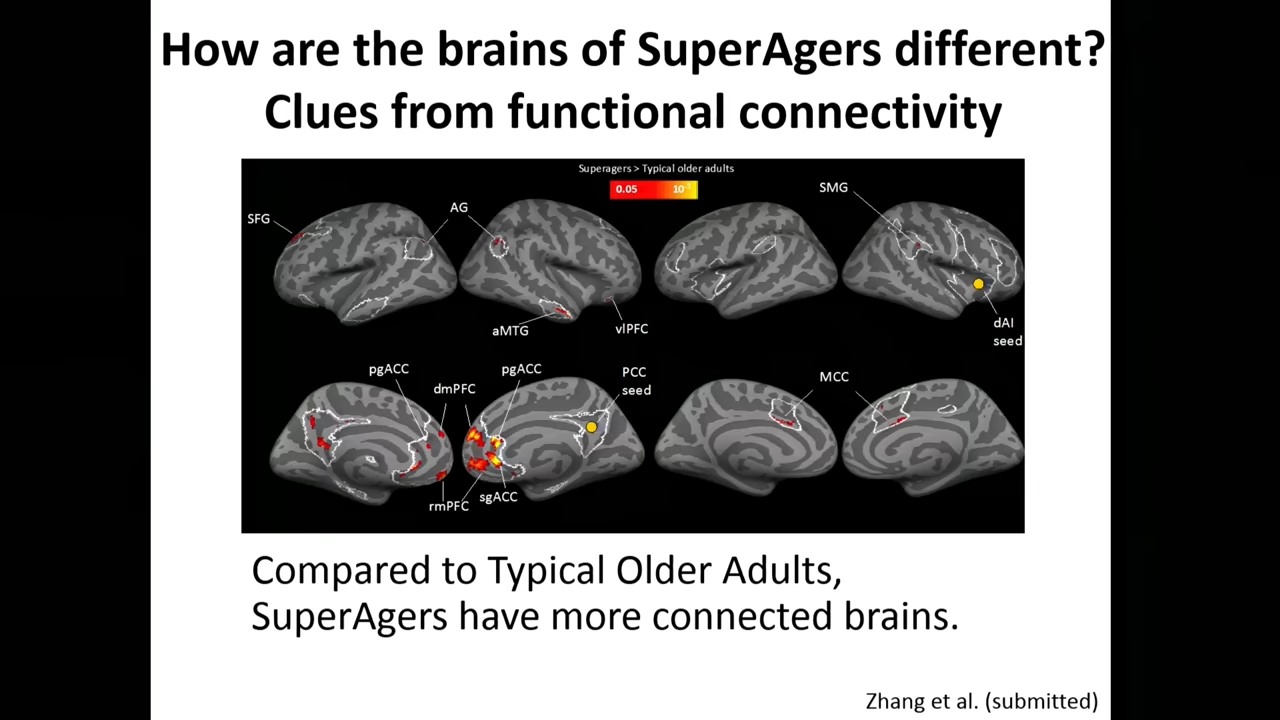 How are the brains of SuperAgers different?
Clues from functional connectivity
Superagers > Typical older adults
0.05 10⁻⁵
SFG
AG
SMG
aMTG
vlPFC
dAI
seed
pgACC
dmPFC
pgACC
PCC
seed
MCC
rmPFC
sgACC
Compared to Typical Older Adults,
SuperAgers have more connected brains.
Zhang et al. (submitted)